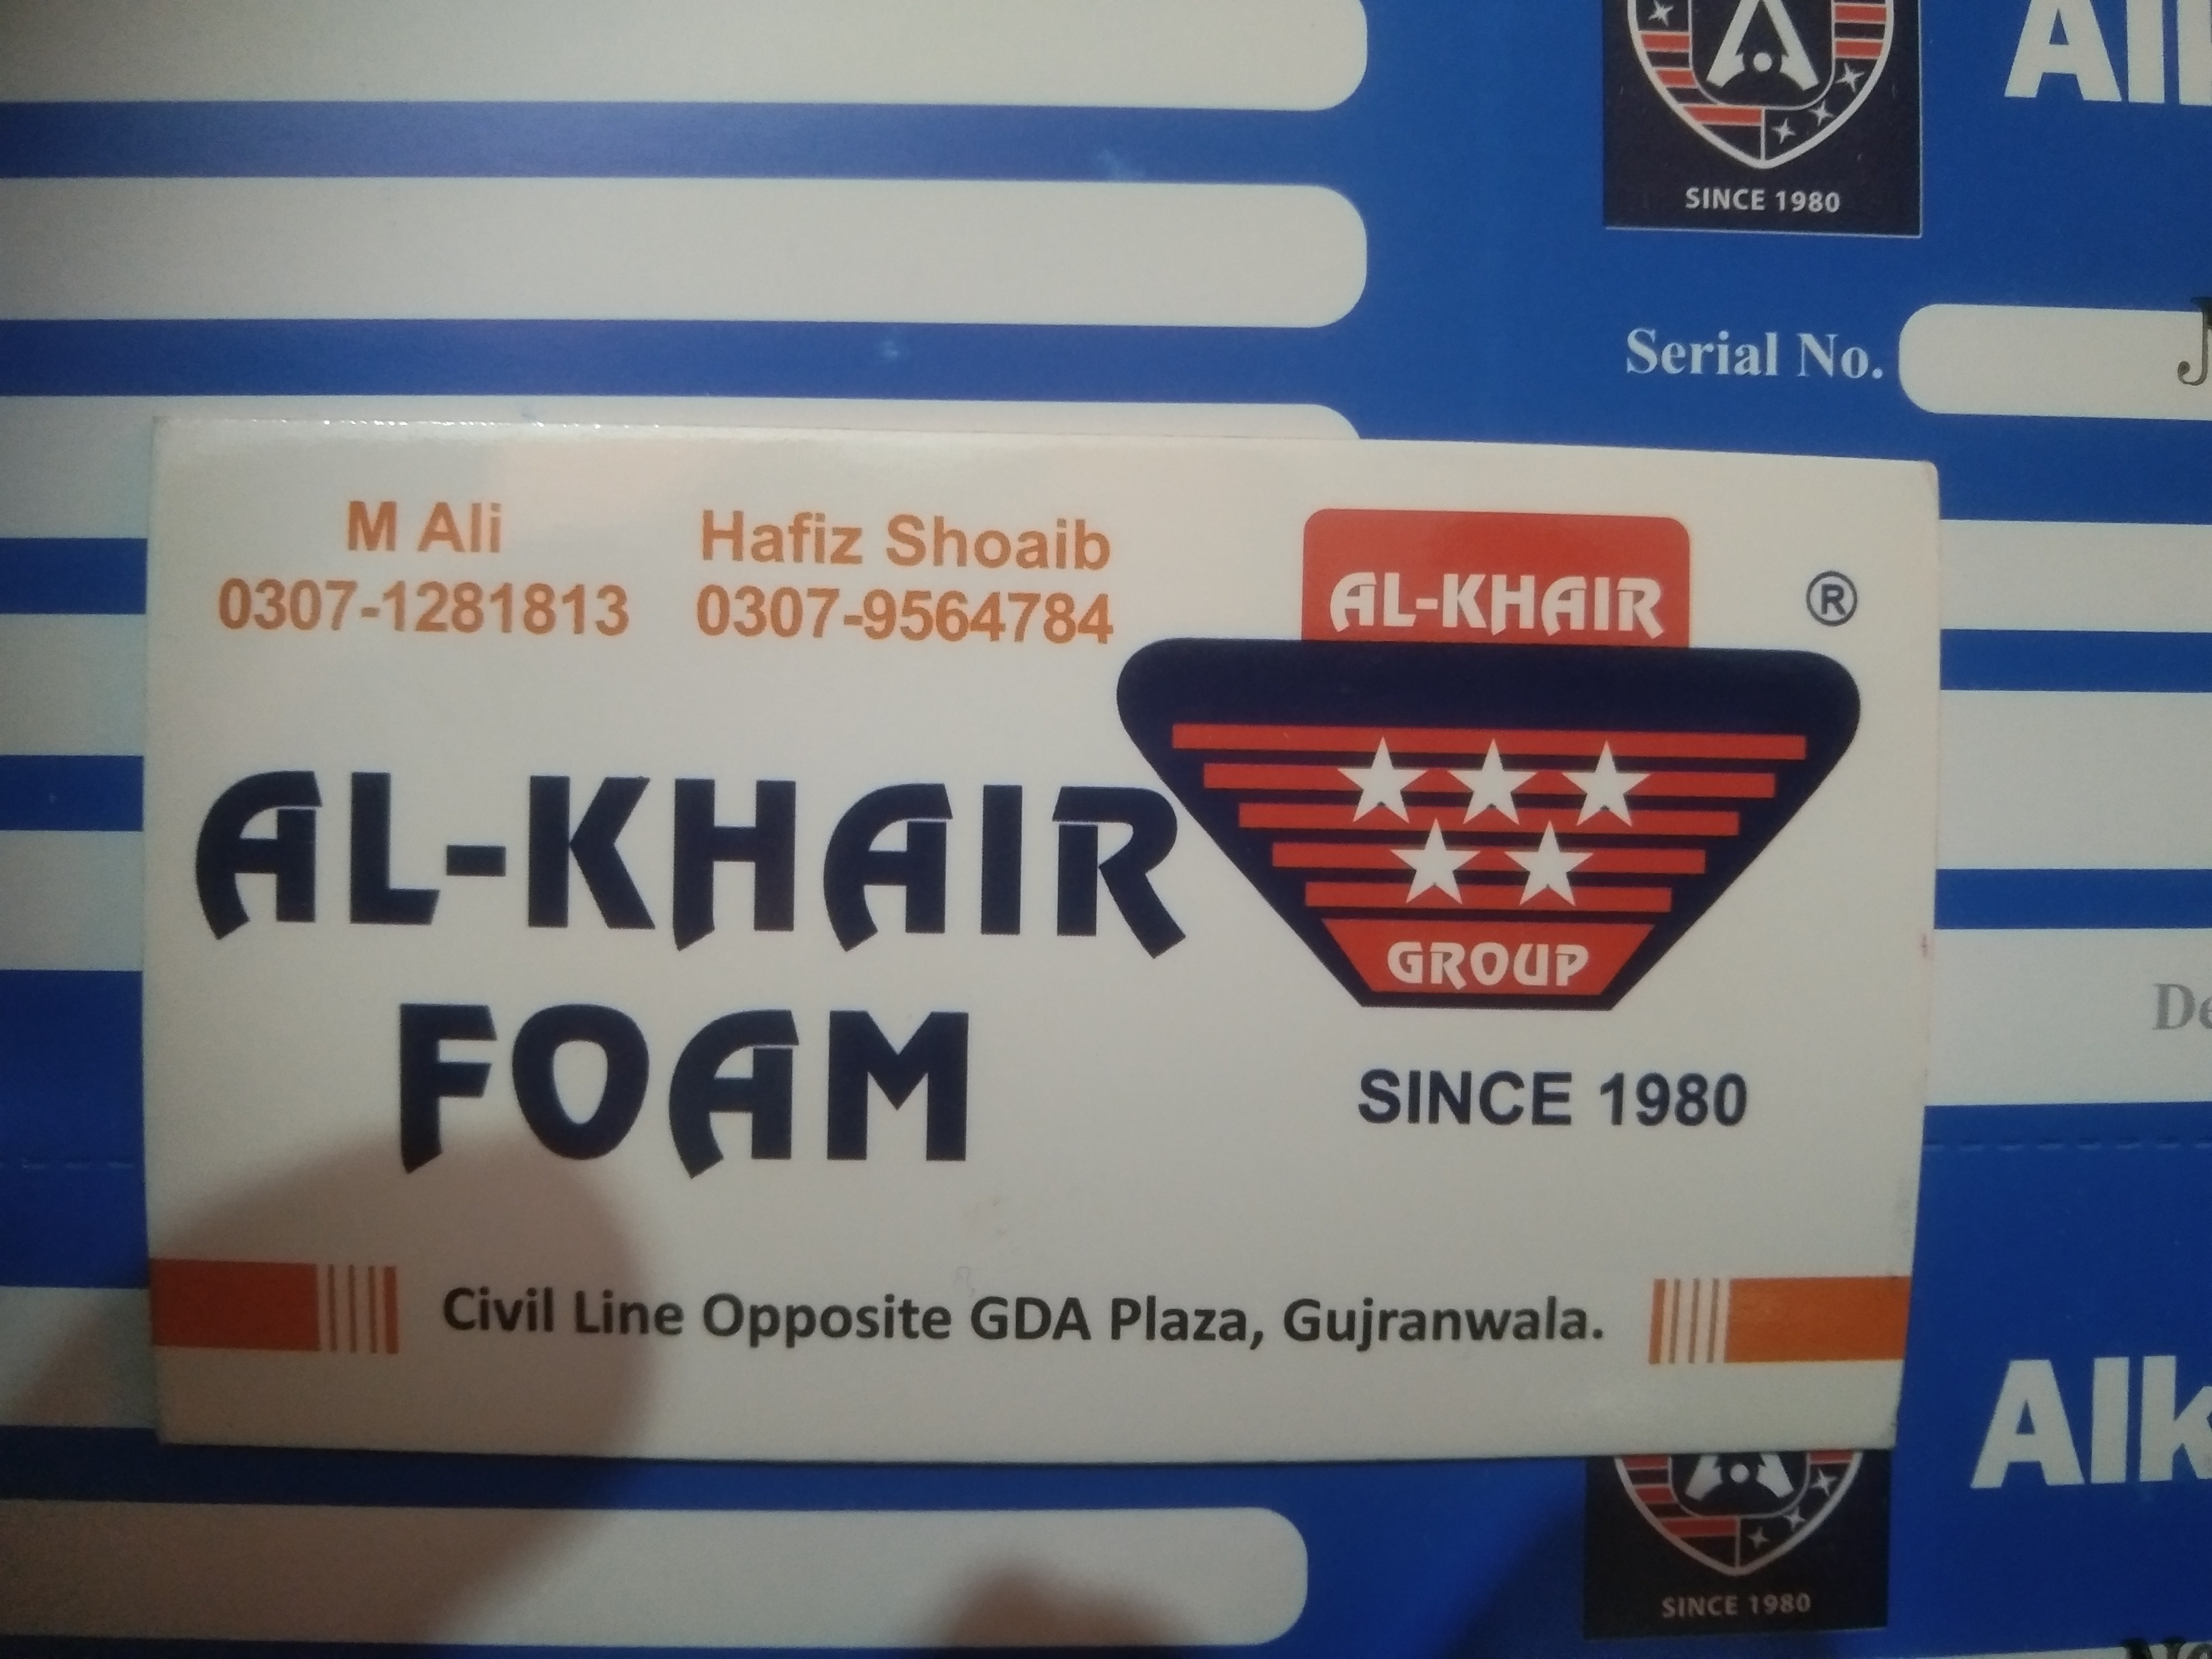 SINCE 1980
Serial No.
M Ali
0307-1281813
Hafiz Shoaib
0307-9564784
AL-KHAIR
®
AL-KHAIR
FOAM
GROUP
SINCE 1980
Civil Line Opposite GDA Plaza, Gujranwala.
SINCE 1980